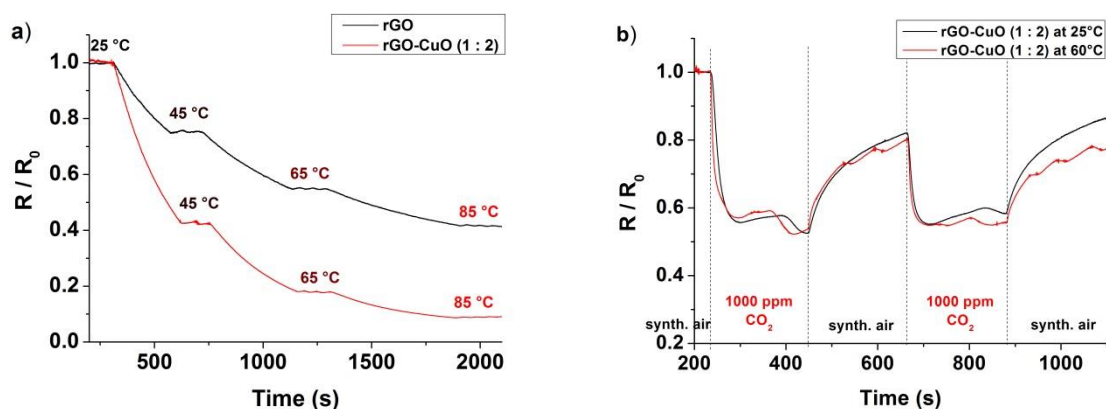 a)
rGO
rGO-CuO (1 : 2)
25 °C
45 °C
65 °C
85 °C
45 °C
65 °C
85 °C
R / R0
1.0
0.8
0.6
0.4
0.2
0.0
500 1000 1500 2000
Time (s)
b)
rGO-CuO (1 : 2) at 25°C
rGO-CuO (1 : 2) at 60°C
R / R0
1.0
0.8
0.6
0.4
0.2
synth. air
1000 ppm
CO2
synth. air
1000 ppm
CO2
synth. air
200 400 600 800 1000
Time (s)